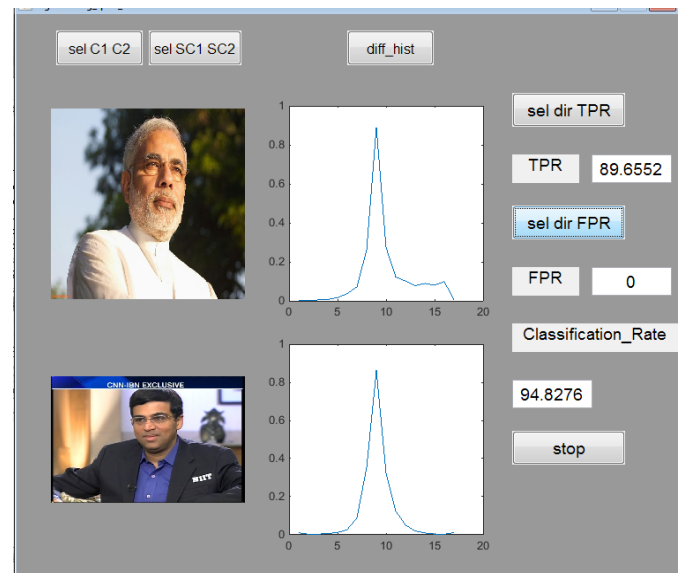 sel C1 C2
sel SC1 SC2
diff_hist
sel dir TPR
TPR
89.6552
sel dir FPR
FPR
0
Classification_Rate
94.8276
stop
1
0.8
0.6
0.4
0.2
0
0
5
10
15
20
CNN-IBN EXCLUSIVE
NIIT
1
0.8
0.6
0.4
0.2
0
0
5
10
15
20